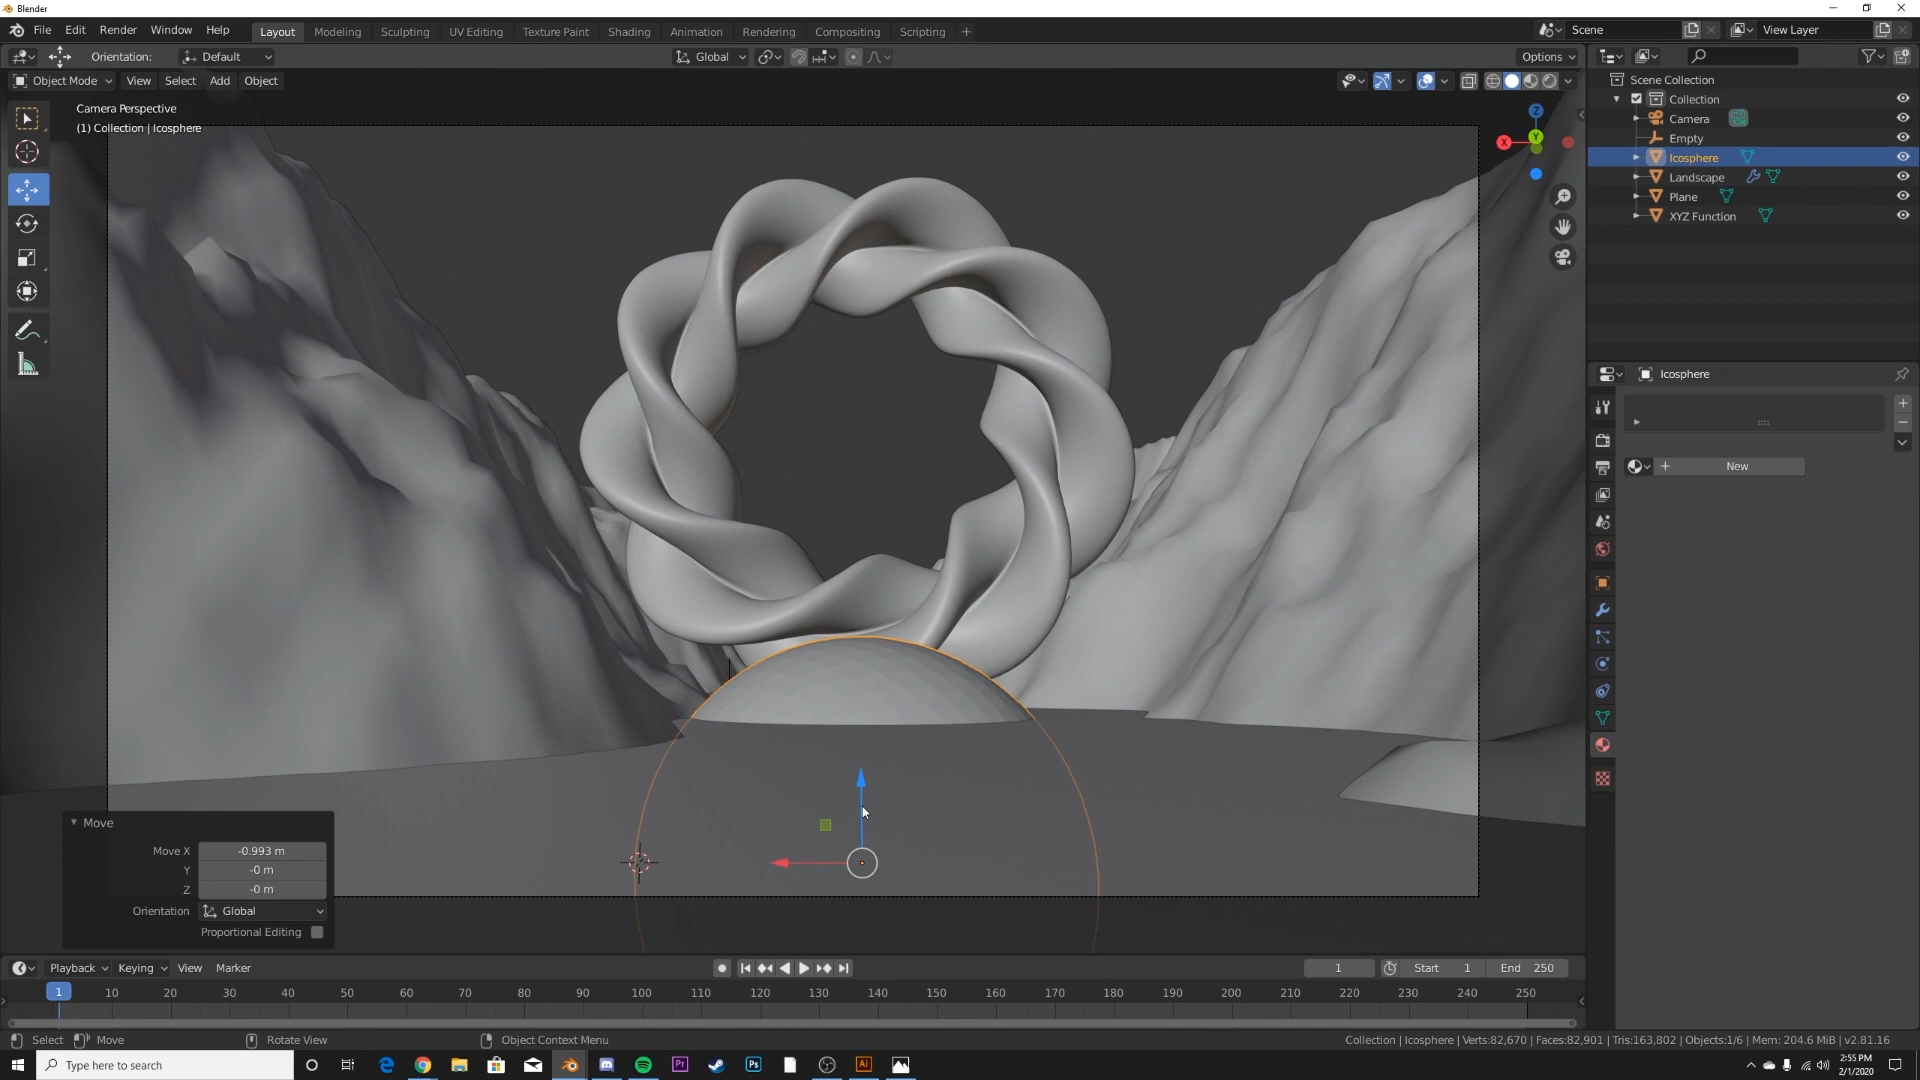 Blender
File Edit Render Window Help
Layout Modeling Sculpting UV Editing Texture Paint Shading Animation Rendering Compositing Scripting +
Scene
View Layer
Orientation: Default
Global
Options
Object Mode View Select Add Object
Camera Perspective
(1) Collection | Icosphere
Z
Y
X
Scene Collection
Collection
Camera
Empty
Icosphere
Landscape
Plane
XYZ Function
Icosphere
New
Move
Move X -0.993 m
Y -0 m
Z -0 m
Orientation Global
Proportional Editing
Playback Keying View Marker
1 Start 1 End 250
1 10 20 30 40 50 60 70 80 90 100 110 120 130 140 150 160 170 180 190 200 210 220 230 240 250
Select Move Rotate View Object Context Menu
Collection | Icosphere | Verts:82,670 | Faces:82,901 | Tris:163,802 | Objects:1/6 | Mem: 204.6 MiB | v2.81.16
Type here to search
Pr
Ps
Ai
2:55 PM
2/1/2020